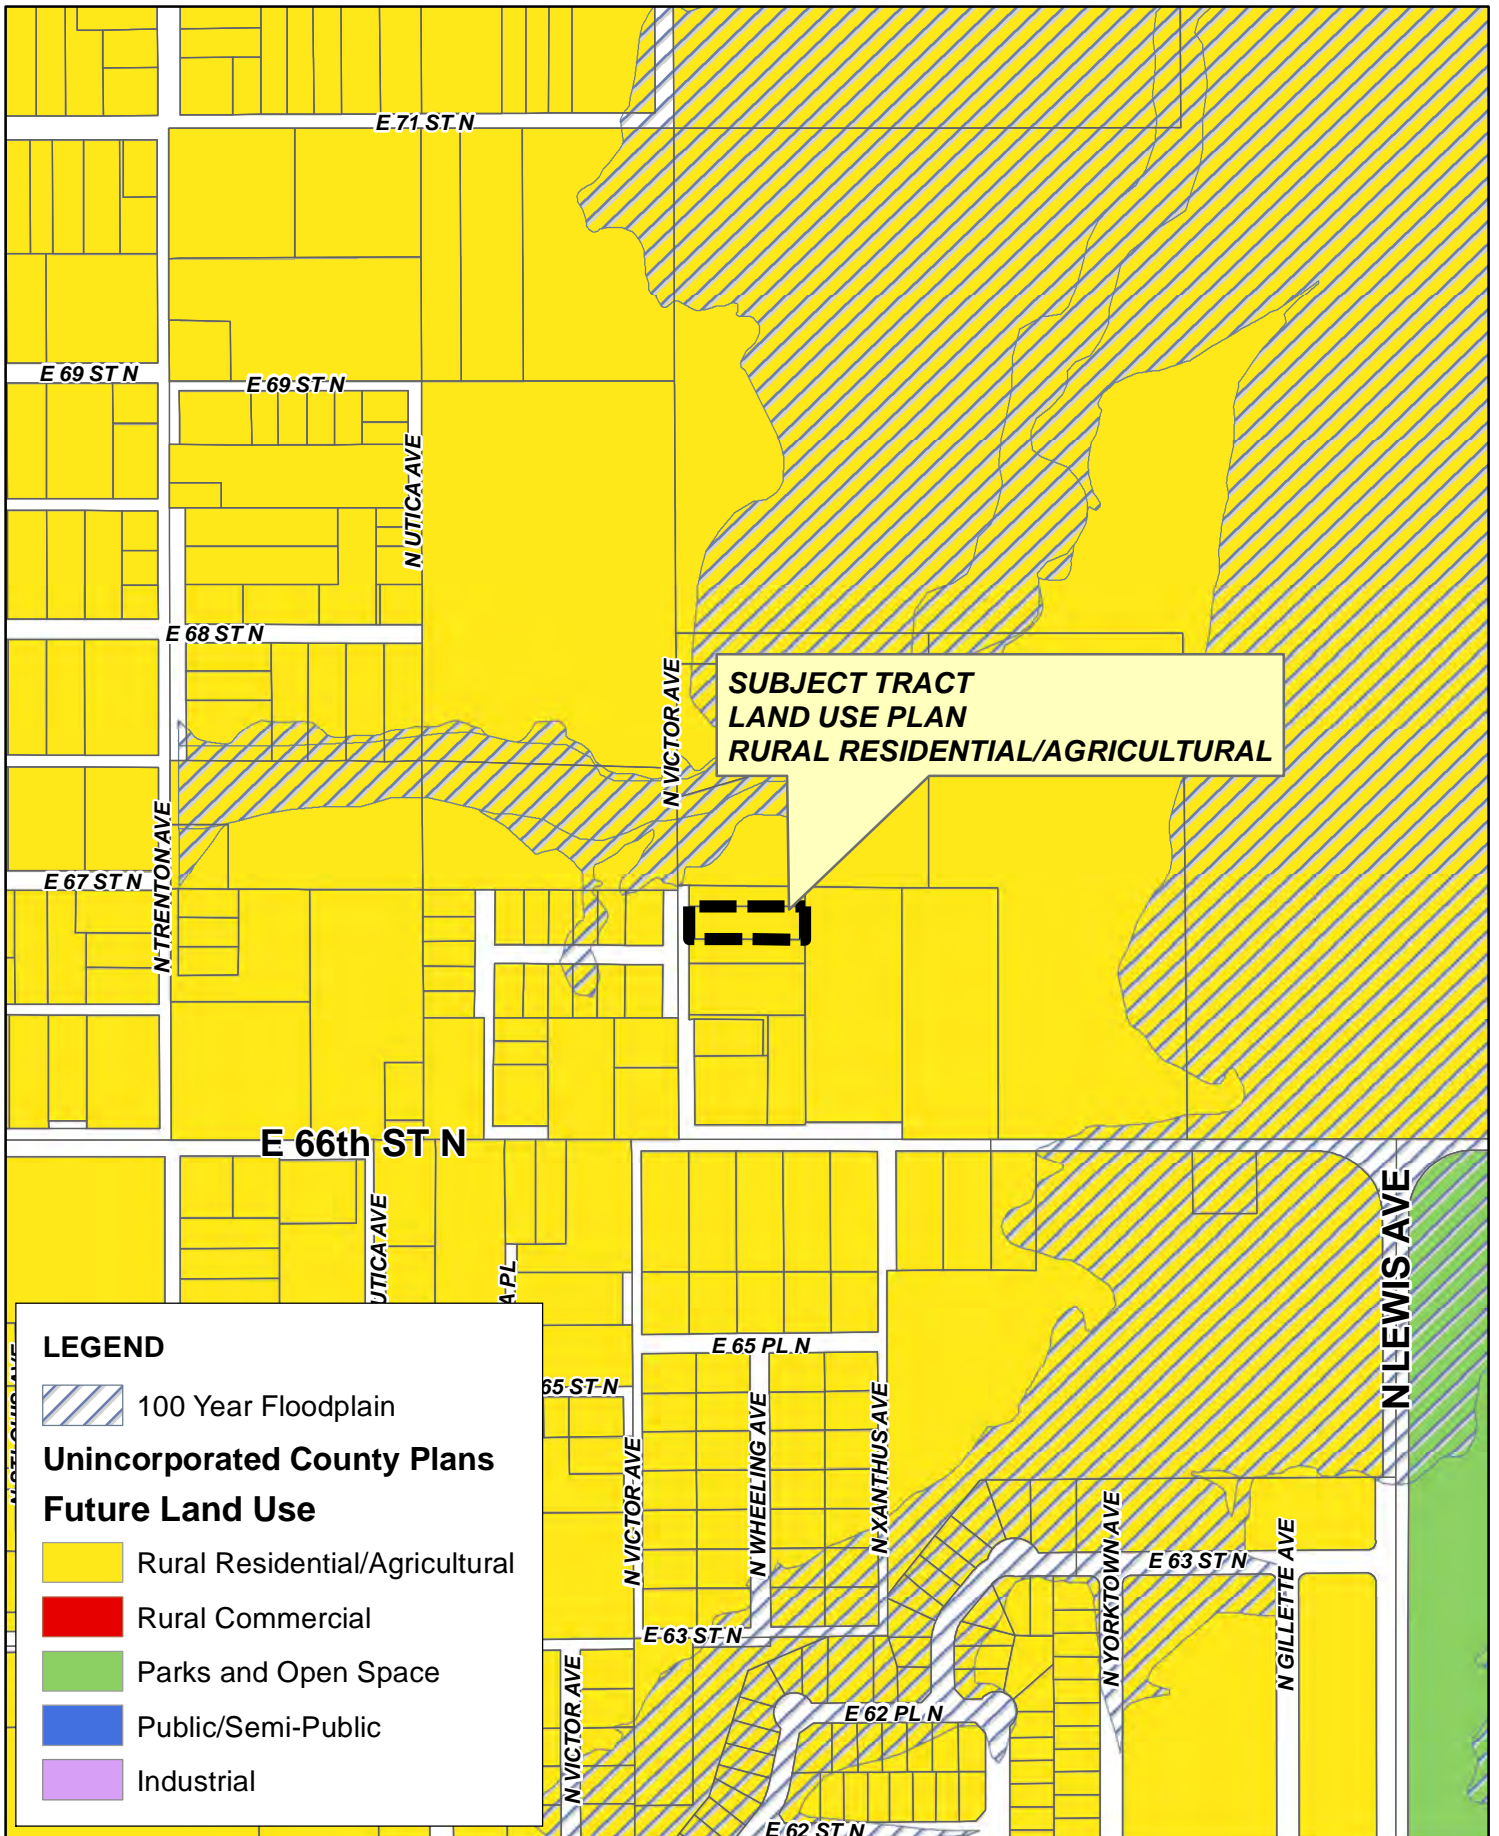 E 71 ST N
E 69 ST N
E 69 ST N
N UTICA AVE
E 68 ST N
N VICTOR AVE
SUBJECT TRACT
LAND USE PLAN
RURAL RESIDENTIAL/AGRICULTURAL
N TRENTON AVE
E 67 ST N
E 66th ST N
N LEWIS AVE
UTICA AVE
A PL
E 65 PL N
65 ST N
N VICTOR AVE
N WHEELING AVE
N XANTHUS AVE
N YORKTOWN AVE
E 63 ST N
N GILLETTE AVE
E 63 ST N
N VICTOR AVE
E 62 PL N
E 62 ST N
LEGEND
100 Year Floodplain
Unincorporated County Plans
Future Land Use
Rural Residential/Agricultural
Rural Commercial
Parks and Open Space
Public/Semi-Public
Industrial